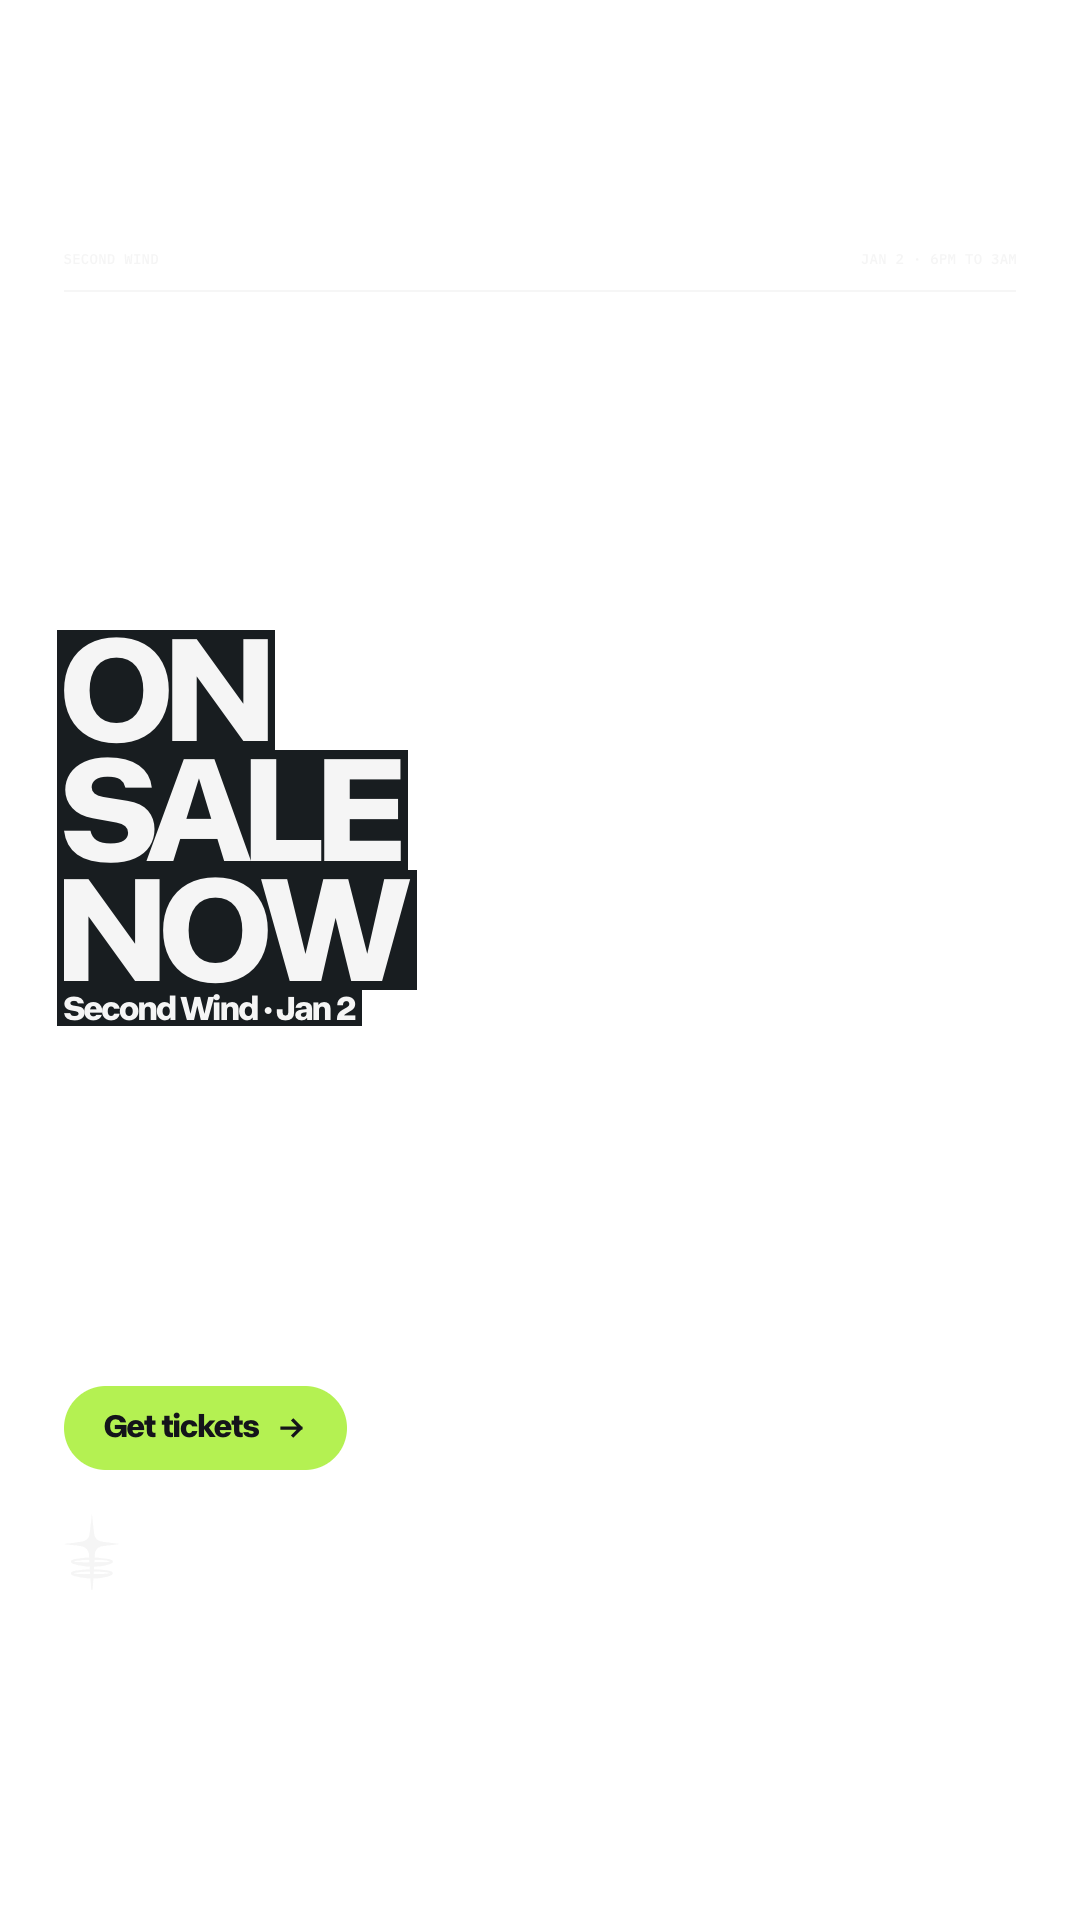 SECOND WIND
JAN 2 · 6PM TO 3AM
ON
SALE
NOW
Second Wind · Jan 2
Get tickets →